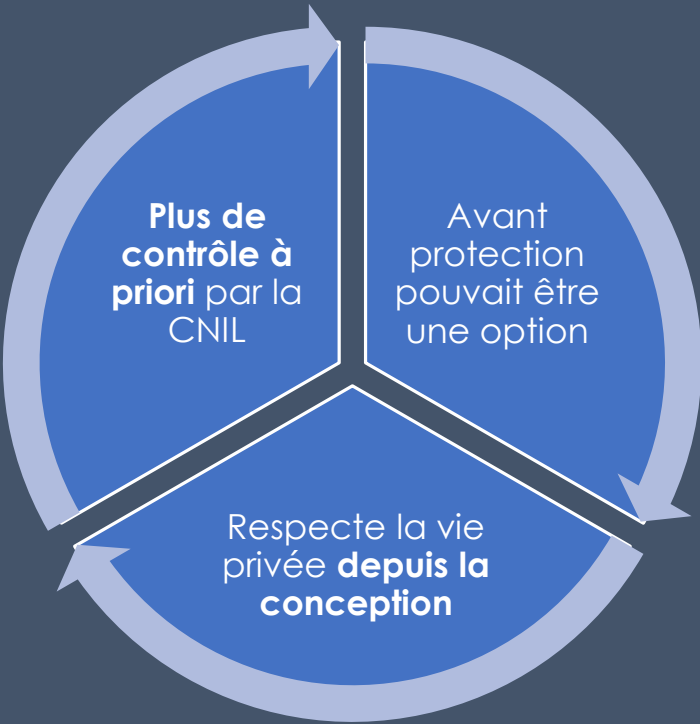 Plus de
contrôle à
priori par la
CNIL
Avant
protection
pouvait être
une option
Respecte la vie
privée depuis la
conception